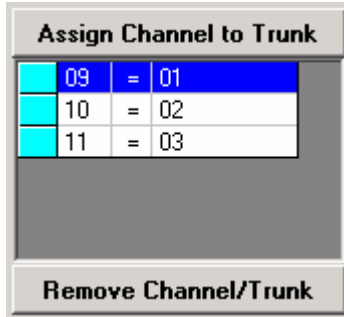 Assign Channel to Trunk
09 = 01
10 = 02
11 = 03
Remove Channel/Trunk